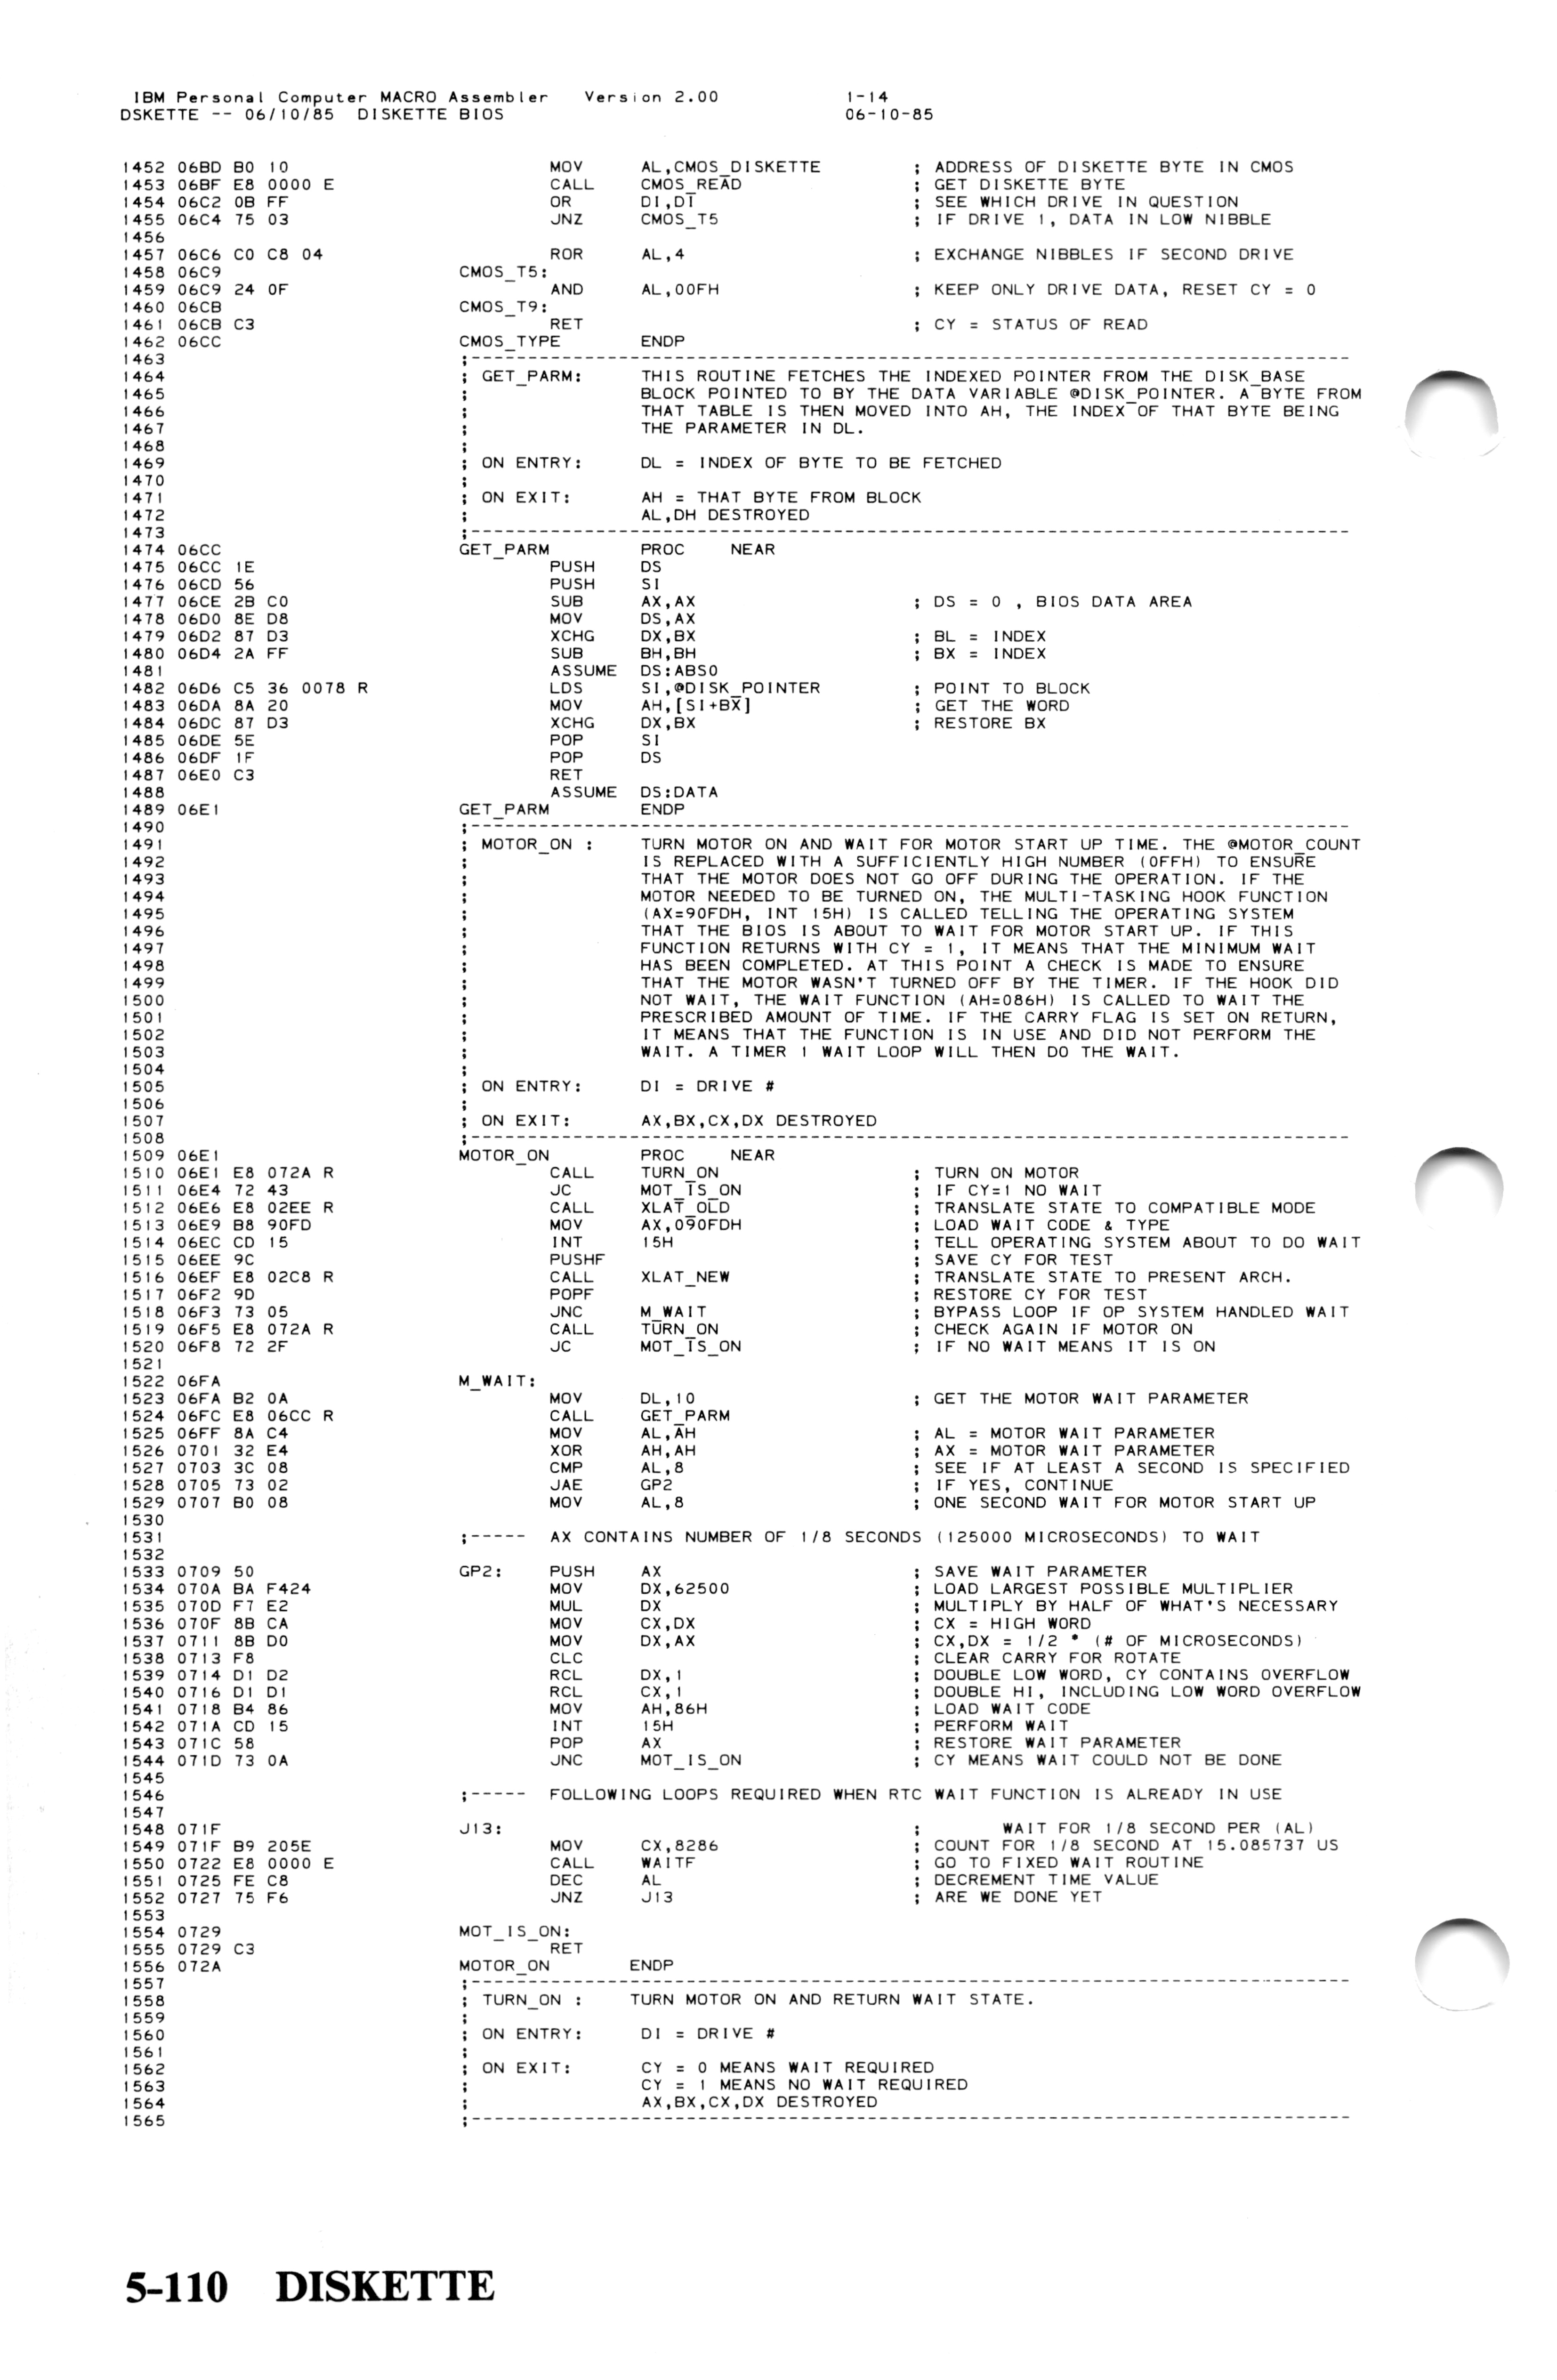 IBM Personal Computer MACRO Assembler    Version 2.00              1-14
DSKETTE -- 06/10/85  DISKETTE BIOS                                 06-10-85
1452 06BD B0 10                         MOV     AL,CMOS_DISKETTE        ; ADDRESS OF DISKETTE BYTE IN CMOS
1453 06BF E8 0000 E                     CALL    CMOS_READ               ; GET DISKETTE BYTE
1454 06C2 0B FF                         OR      DI,DI                   ; SEE WHICH DRIVE IN QUESTION
1455 06C4 75 03                         JNZ     CMOS_T5                 ; IF DRIVE 1, DATA IN LOW NIBBLE
1456
1457 06C6 C0 C8 04                      ROR     AL,4                    ; EXCHANGE NIBBLES IF SECOND DRIVE
1458 06C9                       CMOS_T5:
1459 06C9 24 0F                         AND     AL,00FH                 ; KEEP ONLY DRIVE DATA, RESET CY = 0
1460 06CB                       CMOS_T9:
1461 06CB C3                            RET                             ; CY = STATUS OF READ
1462 06CC                       CMOS_TYPE       ENDP
1463                            ;-----------------------------------------------------------------------------
1464                            ; GET_PARM:     THIS ROUTINE FETCHES THE INDEXED POINTER FROM THE DISK_BASE
1465                            ;               BLOCK POINTED TO BY THE DATA VARIABLE @DISK_POINTER. A BYTE FROM
1466                            ;               THAT TABLE IS THEN MOVED INTO AH, THE INDEX OF THAT BYTE BEING
1467                            ;               THE PARAMETER IN DL.
1468                            ;
1469                            ; ON ENTRY:     DL = INDEX OF BYTE TO BE FETCHED
1470                            ;
1471                            ; ON EXIT:      AH = THAT BYTE FROM BLOCK
1472                            ;               AL,DH DESTROYED
1473                            ;-----------------------------------------------------------------------------
1474 06CC                       GET_PARM        PROC    NEAR
1475 06CC 1E                            PUSH    DS
1476 06CD 56                            PUSH    SI
1477 06CE 2B C0                         SUB     AX,AX                   ; DS = 0 , BIOS DATA AREA
1478 06D0 8E D8                         MOV     DS,AX
1479 06D2 87 D3                         XCHG    DX,BX                   ; BL = INDEX
1480 06D4 2A FF                         SUB     BH,BH                   ; BX = INDEX
1481                                    ASSUME  DS:ABS0
1482 06D6 C5 36 0078 R                  LDS     SI,@DISK_POINTER        ; POINT TO BLOCK
1483 06DA 8A 20                         MOV     AH,[SI+BX]              ; GET THE WORD
1484 06DC 87 D3                         XCHG    DX,BX                   ; RESTORE BX
1485 06DE 5E                            POP     SI
1486 06DF 1F                            POP     DS
1487 06E0 C3                            RET
1488                                    ASSUME  DS:DATA
1489 06E1                       GET_PARM        ENDP
1490                            ;-----------------------------------------------------------------------------
1491                            ; MOTOR_ON :    TURN MOTOR ON AND WAIT FOR MOTOR START UP TIME. THE @MOTOR_COUNT
1492                            ;               IS REPLACED WITH A SUFFICIENTLY HIGH NUMBER (0FFH) TO ENSURE
1493                            ;               THAT THE MOTOR DOES NOT GO OFF DURING THE OPERATION. IF THE
1494                            ;               MOTOR NEEDED TO BE TURNED ON, THE MULTI-TASKING HOOK FUNCTION
1495                            ;               (AX=90FDH, INT 15H) IS CALLED TELLING THE OPERATING SYSTEM
1496                            ;               THAT THE BIOS IS ABOUT TO WAIT FOR MOTOR START UP. IF THIS
1497                            ;               FUNCTION RETURNS WITH CY = 1, IT MEANS THAT THE MINIMUM WAIT
1498                            ;               HAS BEEN COMPLETED. AT THIS POINT A CHECK IS MADE TO ENSURE
1499                            ;               THAT THE MOTOR WASN'T TURNED OFF BY THE TIMER. IF THE HOOK DID
1500                            ;               NOT WAIT, THE WAIT FUNCTION (AH=086H) IS CALLED TO WAIT THE
1501                            ;               PRESCRIBED AMOUNT OF TIME. IF THE CARRY FLAG IS SET ON RETURN,
1502                            ;               IT MEANS THAT THE FUNCTION IS IN USE AND DID NOT PERFORM THE
1503                            ;               WAIT. A TIMER 1 WAIT LOOP WILL THEN DO THE WAIT.
1504                            ;
1505                            ; ON ENTRY:     DI = DRIVE #
1506                            ;
1507                            ; ON EXIT:      AX,BX,CX,DX DESTROYED
1508                            ;-----------------------------------------------------------------------------
1509 06E1                       MOTOR_ON        PROC    NEAR
1510 06E1 E8 072A R                     CALL    TURN_ON                 ; TURN ON MOTOR
1511 06E4 72 43                         JC      MOT_IS_ON               ; IF CY=1 NO WAIT
1512 06E6 E8 02EE R                     CALL    XLAT_OLD                ; TRANSLATE STATE TO COMPATIBLE MODE
1513 06E9 B8 90FD                       MOV     AX,090FDH               ; LOAD WAIT CODE & TYPE
1514 06EC CD 15                         INT     15H                     ; TELL OPERATING SYSTEM ABOUT TO DO WAIT
1515 06EE 9C                            PUSHF                           ; SAVE CY FOR TEST
1516 06EF E8 02C8 R                     CALL    XLAT_NEW                ; TRANSLATE STATE TO PRESENT ARCH.
1517 06F2 9D                            POPF                            ; RESTORE CY FOR TEST
1518 06F3 73 05                         JNC     M_WAIT                  ; BYPASS LOOP IF OP SYSTEM HANDLED WAIT
1519 06F5 E8 072A R                     CALL    TURN_ON                 ; CHECK AGAIN IF MOTOR ON
1520 06F8 72 2F                         JC      MOT_IS_ON               ; IF NO WAIT MEANS IT IS ON
1521
1522 06FA                       M_WAIT:
1523 06FA B2 0A                         MOV     DL,10                   ; GET THE MOTOR WAIT PARAMETER
1524 06FC E8 06CC R                     CALL    GET_PARM
1525 06FF 8A C4                         MOV     AL,AH                   ; AL = MOTOR WAIT PARAMETER
1526 0701 32 E4                         XOR     AH,AH                   ; AX = MOTOR WAIT PARAMETER
1527 0703 3C 08                         CMP     AL,8                    ; SEE IF AT LEAST A SECOND IS SPECIFIED
1528 0705 73 02                         JAE     GP2                     ; IF YES, CONTINUE
1529 0707 B0 08                         MOV     AL,8                    ; ONE SECOND WAIT FOR MOTOR START UP
1530
1531                            ;-----  AX CONTAINS NUMBER OF 1/8 SECONDS (125000 MICROSECONDS) TO WAIT
1532
1533 0709 50                    GP2:    PUSH    AX                      ; SAVE WAIT PARAMETER
1534 070A BA F424                       MOV     DX,62500                ; LOAD LARGEST POSSIBLE MULTIPLIER
1535 070D F7 E2                         MUL     DX                      ; MULTIPLY BY HALF OF WHAT'S NECESSARY
1536 070F 8B CA                         MOV     CX,DX                   ; CX = HIGH WORD
1537 0711 8B D0                         MOV     DX,AX                   ; CX,DX = 1/2 * (# OF MICROSECONDS)
1538 0713 F8                            CLC                             ; CLEAR CARRY FOR ROTATE
1539 0714 D1 D2                         RCL     DX,1                    ; DOUBLE LOW WORD, CY CONTAINS OVERFLOW
1540 0716 D1 D1                         RCL     CX,1                    ; DOUBLE HI, INCLUDING LOW WORD OVERFLOW
1541 0718 B4 86                         MOV     AH,86H                  ; LOAD WAIT CODE
1542 071A CD 15                         INT     15H                     ; PERFORM WAIT
1543 071C 58                            POP     AX                      ; RESTORE WAIT PARAMETER
1544 071D 73 0A                         JNC     MOT_IS_ON               ; CY MEANS WAIT COULD NOT BE DONE
1545
1546                            ;-----  FOLLOWING LOOPS REQUIRED WHEN RTC WAIT FUNCTION IS ALREADY IN USE
1547
1548 071F                       J13:                                    ;       WAIT FOR 1/8 SECOND PER (AL)
1549 071F B9 205E                       MOV     CX,8286                 ; COUNT FOR 1/8 SECOND AT 15.085737 US
1550 0722 E8 0000 E                     CALL    WAITF                   ; GO TO FIXED WAIT ROUTINE
1551 0725 FE C8                         DEC     AL                      ; DECREMENT TIME VALUE
1552 0727 75 F6                         JNZ     J13                     ; ARE WE DONE YET
1553
1554 0729                       MOT_IS_ON:
1555 0729 C3                            RET
1556 072A                       MOTOR_ON       ENDP
1557                            ;-----------------------------------------------------------------------------
1558                            ; TURN_ON :    TURN MOTOR ON AND RETURN WAIT STATE.
1559                            ;
1560                            ; ON ENTRY:     DI = DRIVE #
1561                            ;
1562                            ; ON EXIT:      CY = 0 MEANS WAIT REQUIRED
1563                            ;               CY = 1 MEANS NO WAIT REQUIRED
1564                            ;               AX,BX,CX,DX DESTROYED
1565                            ;-----------------------------------------------------------------------------
5-110 DISKETTE